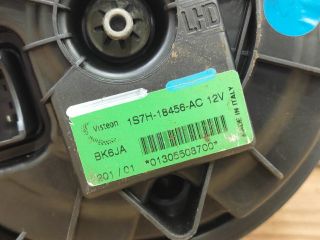 LHD
Visteon 1S7H-18456-AC 12V
BK6JA
MADE IN ITALY
*01305503700*
201/01